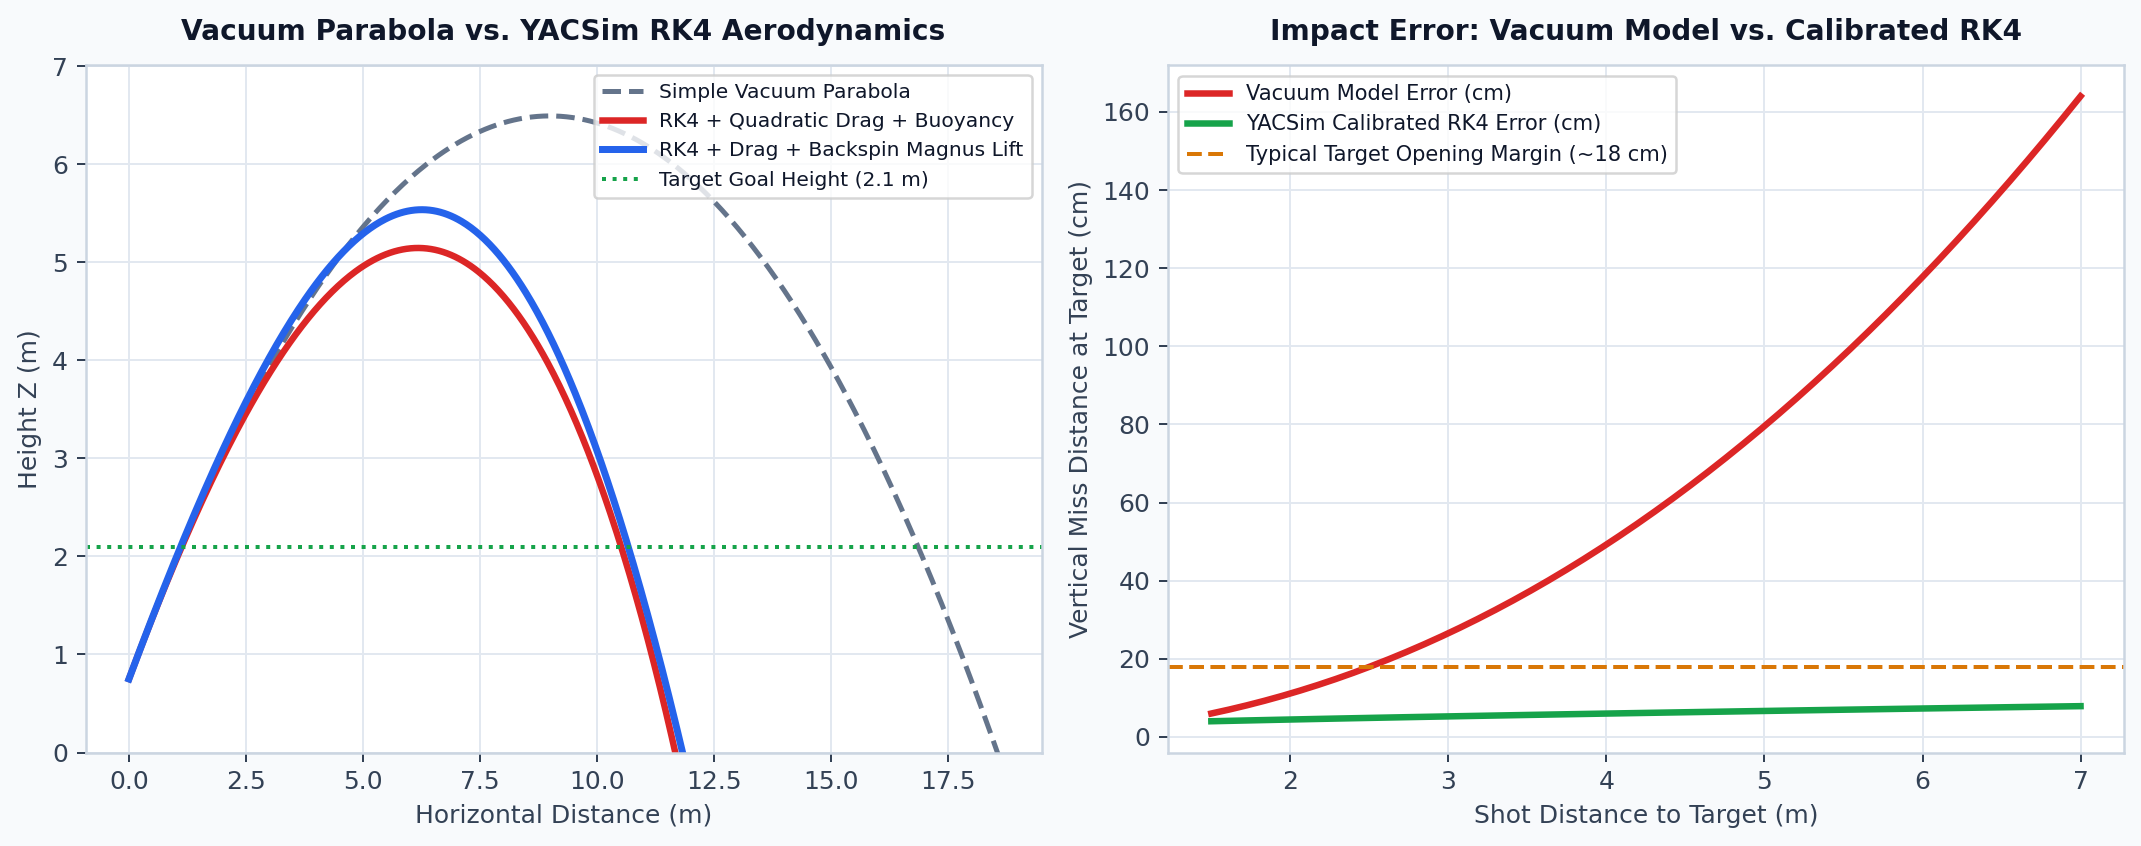 Vacuum Parabola vs. YACSim RK4 Aerodynamics
Simple Vacuum Parabola
RK4 + Quadratic Drag + Buoyancy
RK4 + Drag + Backspin Magnus Lift
Target Goal Height (2.1 m)
Height Z (m)
7
6
5
4
3
2
1
0
0.0 2.5 5.0 7.5 10.0 12.5 15.0 17.5
Horizontal Distance (m)
Impact Error: Vacuum Model vs. Calibrated RK4
Vacuum Model Error (cm)
YACSim Calibrated RK4 Error (cm)
Typical Target Opening Margin (~18 cm)
Vertical Miss Distance at Target (cm)
160
140
120
100
80
60
40
20
0
2 3 4 5 6 7
Shot Distance to Target (m)